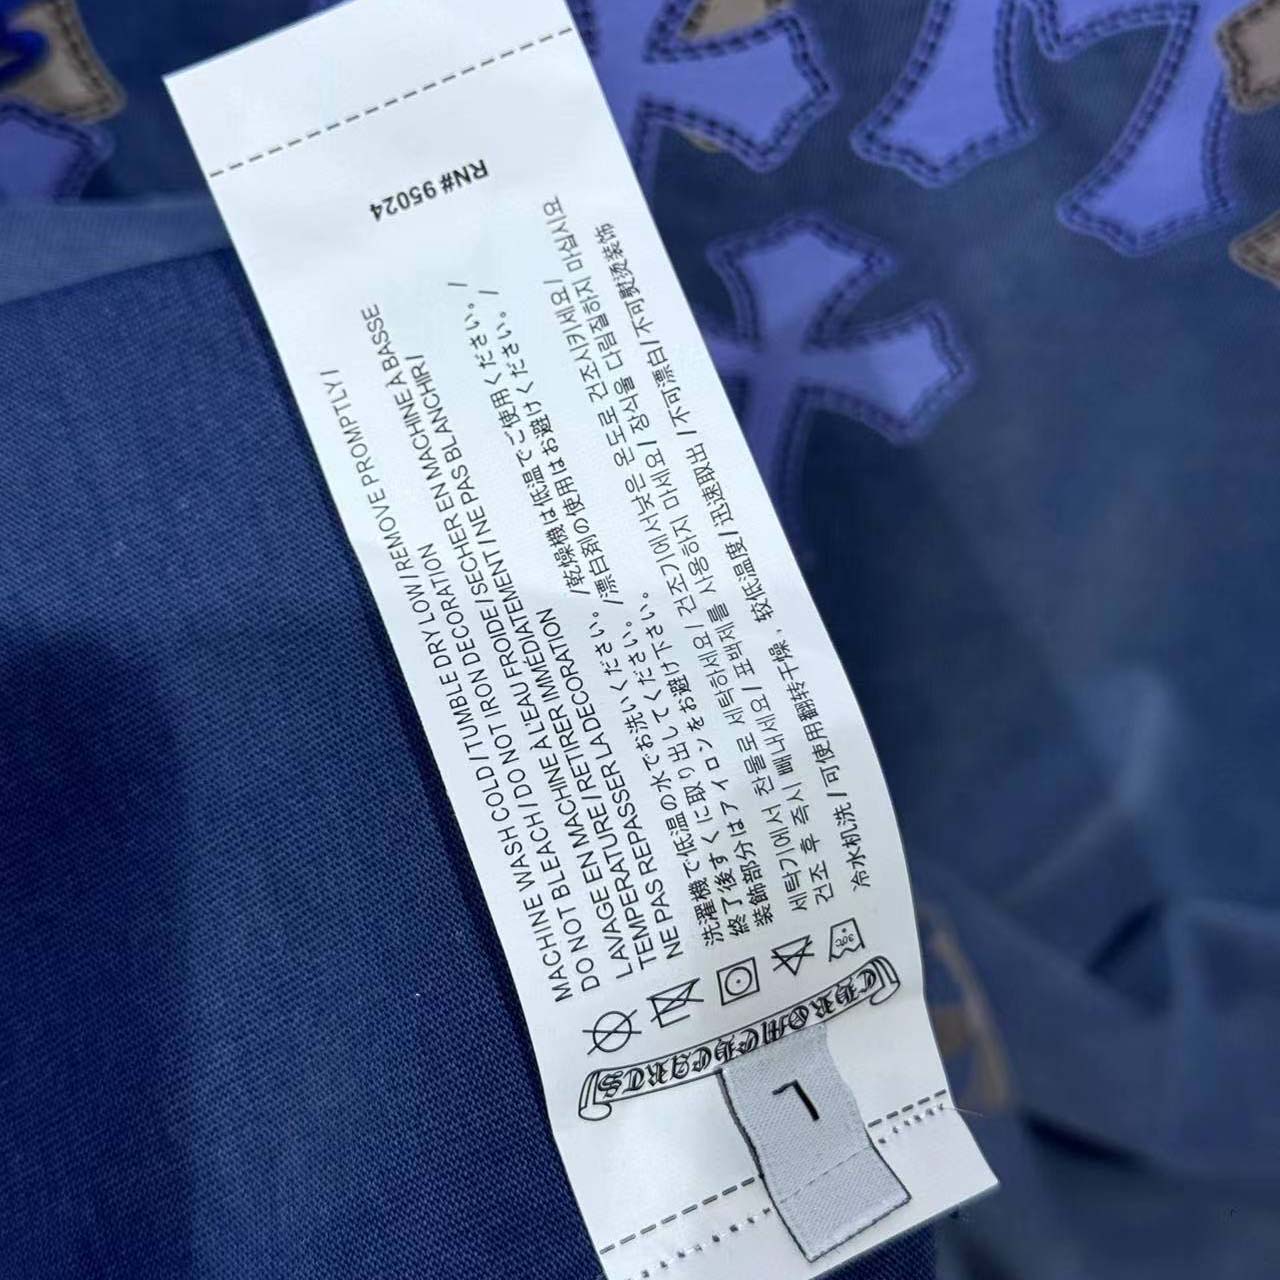 CHROME HEARTS
L
30℃
MACHINE WASH COLD / TUMBLE DRY LOW / REMOVE PROMPTLY /
DO NOT BLEACH / DO NOT IRON DECORATION
LAVAGE EN MACHINE A L'EAU FROIDE / SECHER EN MACHINE A BASSE
TEMPERATURE / RETIRER IMMÉDIATEMENT / NE PAS BLANCHIR /
NE PAS REPASSER LA DECORATION
洗濯機で低温の水でお洗いください。 /乾燥機は低温でご使用ください。 /
終了後すぐに取り出してください。 /漂白剤の使用はお避けください。 /
装飾部分はアイロンをお避け下さい。
세탁기에서 찬물로 세탁하세요 / 건조기에서낮은 온도로 건조시키세요/
건조 후 즉시 빼내세요 / 표백제를 사용하지 마세요 / 장식을 다림질하지 마십시요
冷水机洗 / 可使用翻转干燥、较低温度 / 迅速取出 / 不可漂白 / 不可熨烫装饰
RN# 95024